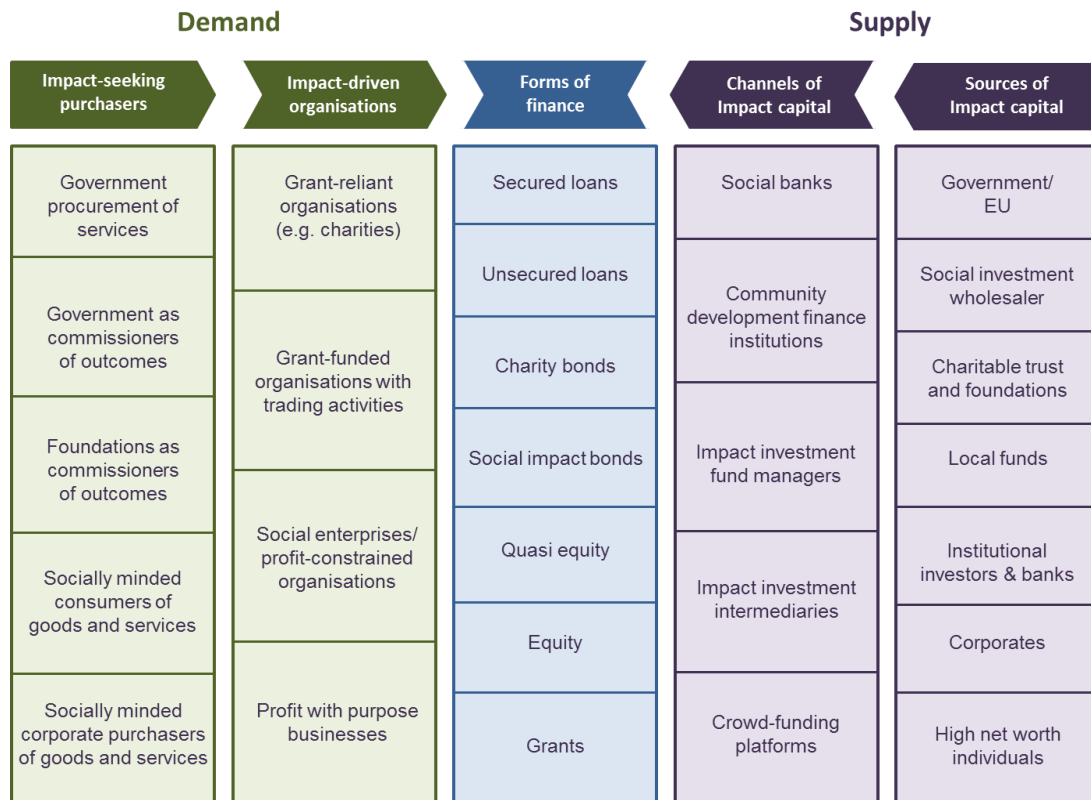 Demand
Supply
Impact-seeking
purchasers
Impact-driven
organisations
Forms of
finance
Channels of
Impact capital
Sources of
Impact capital
Government
procurement of
services
Government as
commissioners
of outcomes
Foundations as
commissioners
of outcomes
Socially minded
consumers of
goods and services
Socially minded
corporate purchasers
of goods and services
Grant-reliant
organisations
(e.g. charities)
Grant-funded
organisations with
trading activities
Social enterprises/
profit-constrained
organisations
Profit with purpose
businesses
Secured loans
Unsecured loans
Charity bonds
Social impact bonds
Quasi equity
Equity
Grants
Social banks
Community
development finance
institutions
Impact investment
fund managers
Impact investment
intermediaries
Crowd-funding
platforms
Government/
EU
Social investment
wholesaler
Charitable trust
and foundations
Local funds
Institutional
investors & banks
Corporates
High net worth
individuals